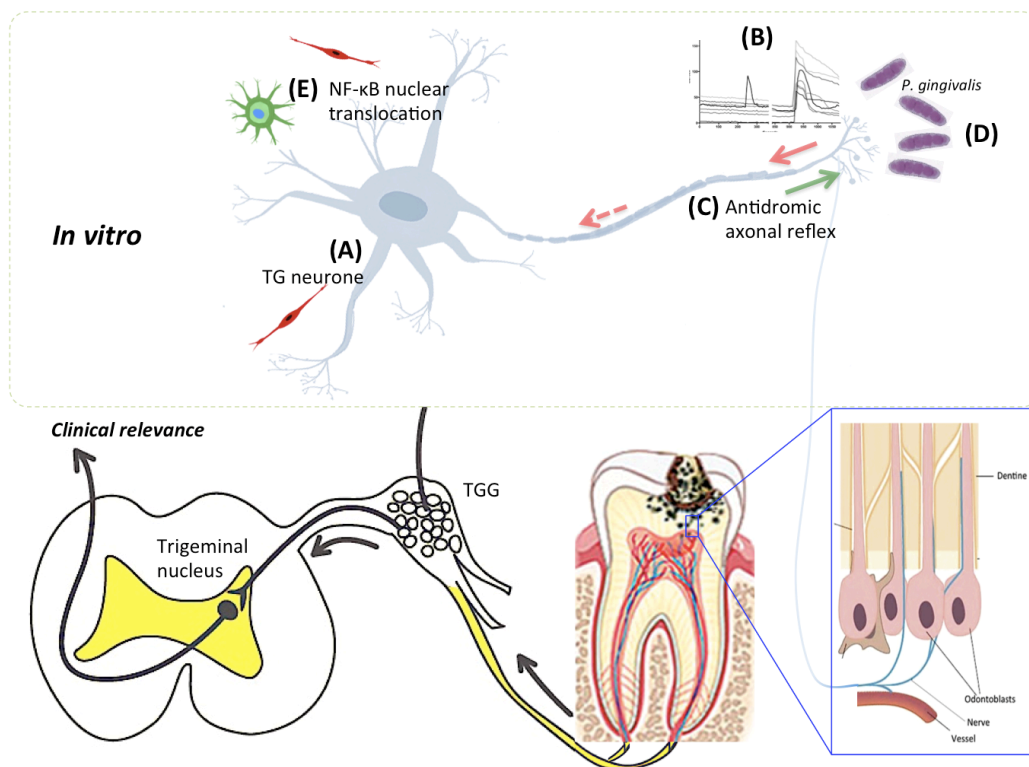 (B)
(E) NF-κB nuclear
translocation
P. gingivalis
(D)
(C) Antidromic
axonal reflex
In vitro
(A)
TG neurone
Clinical relevance
TGG
Trigeminal
nucleus
Dentine
Odontoblasts
Nerve
Vessel